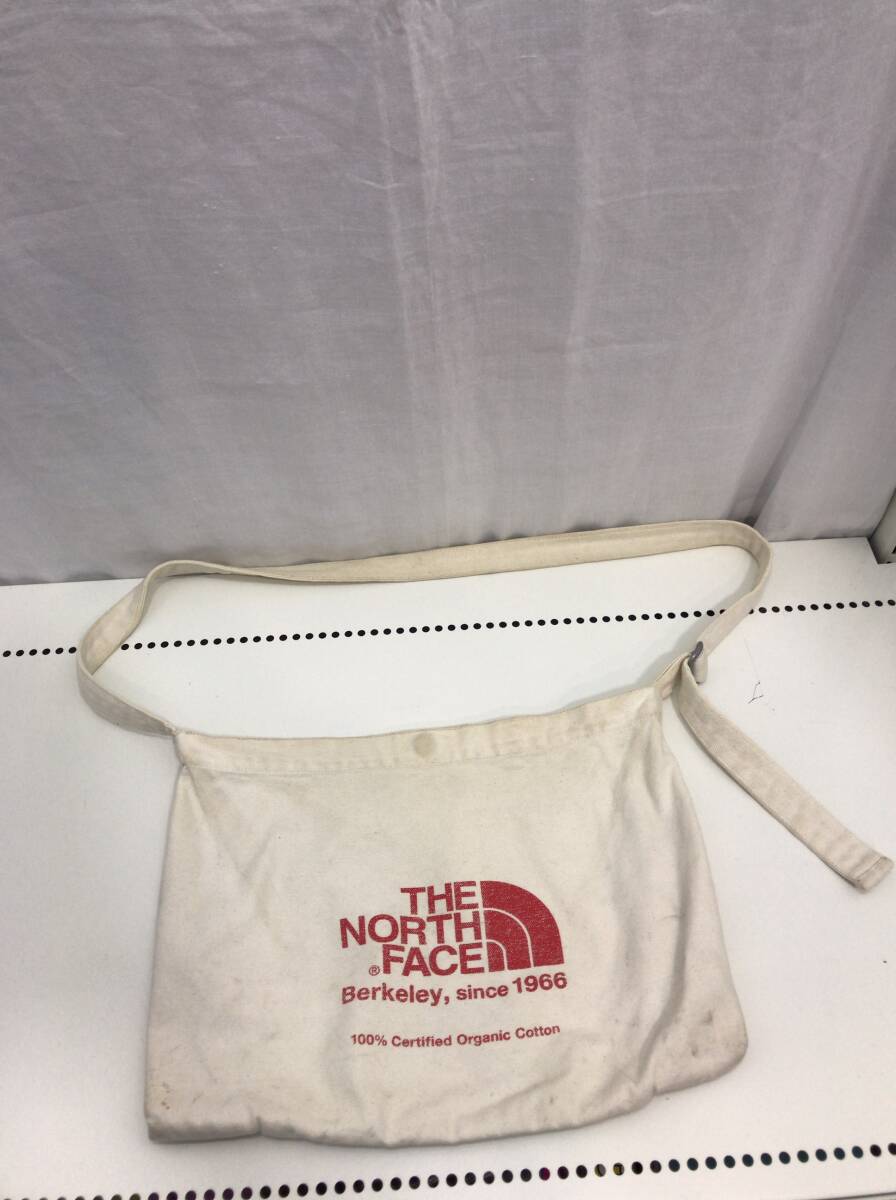 THE
NORTH
® FACE
Berkeley, since 1966
100% Certified Organic Cotton